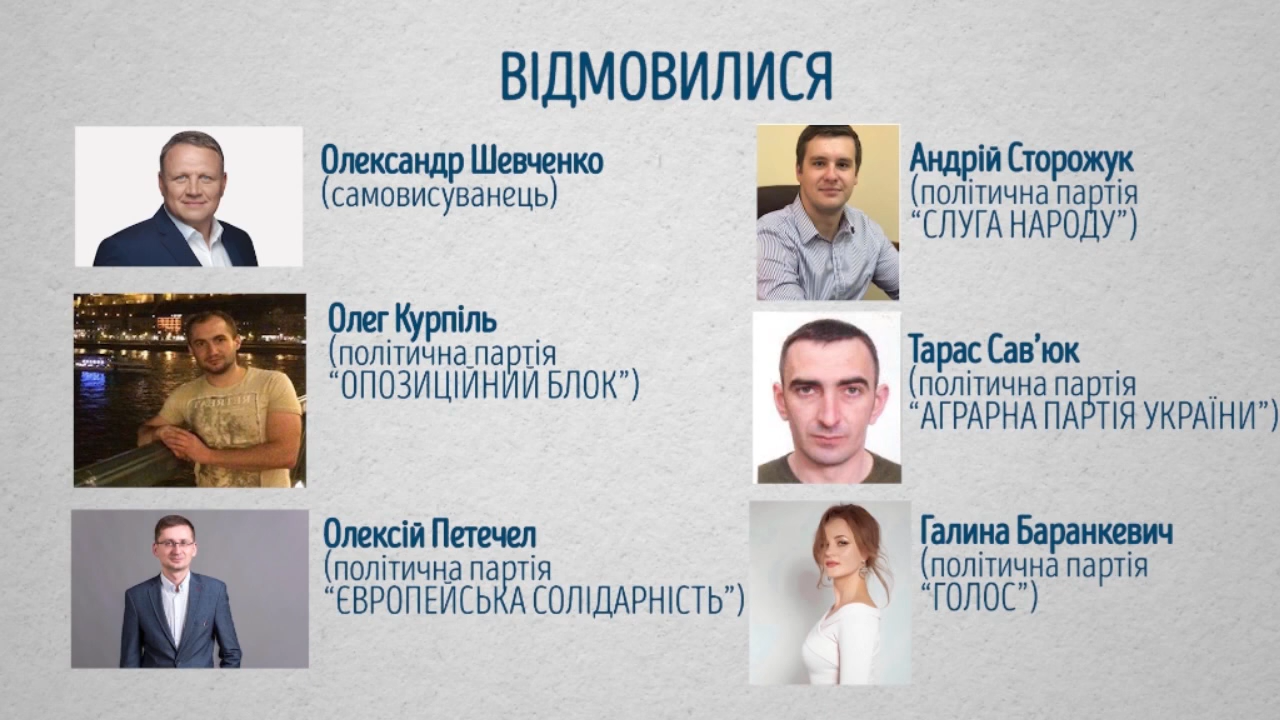 ВІДМОВИЛИСЯ
Олександр Шевченко
(самовисуванець)
Олег Курпіль
(політична партія
“ОПОЗИЦІЙНИЙ БЛОК”)
Олексій Петечел
(політична партія
“ЄВРОПЕЙСЬКА СОЛІДАРНІСТЬ”)
Андрій Сторожук
(політична партія
“СЛУГА НАРОДУ”)
Тарас Сав’юк
(політична партія
“АГРАРНА ПАРТІЯ УКРАЇНИ”)
Галина Баранкевич
(політична партія
“ГОЛОС”)